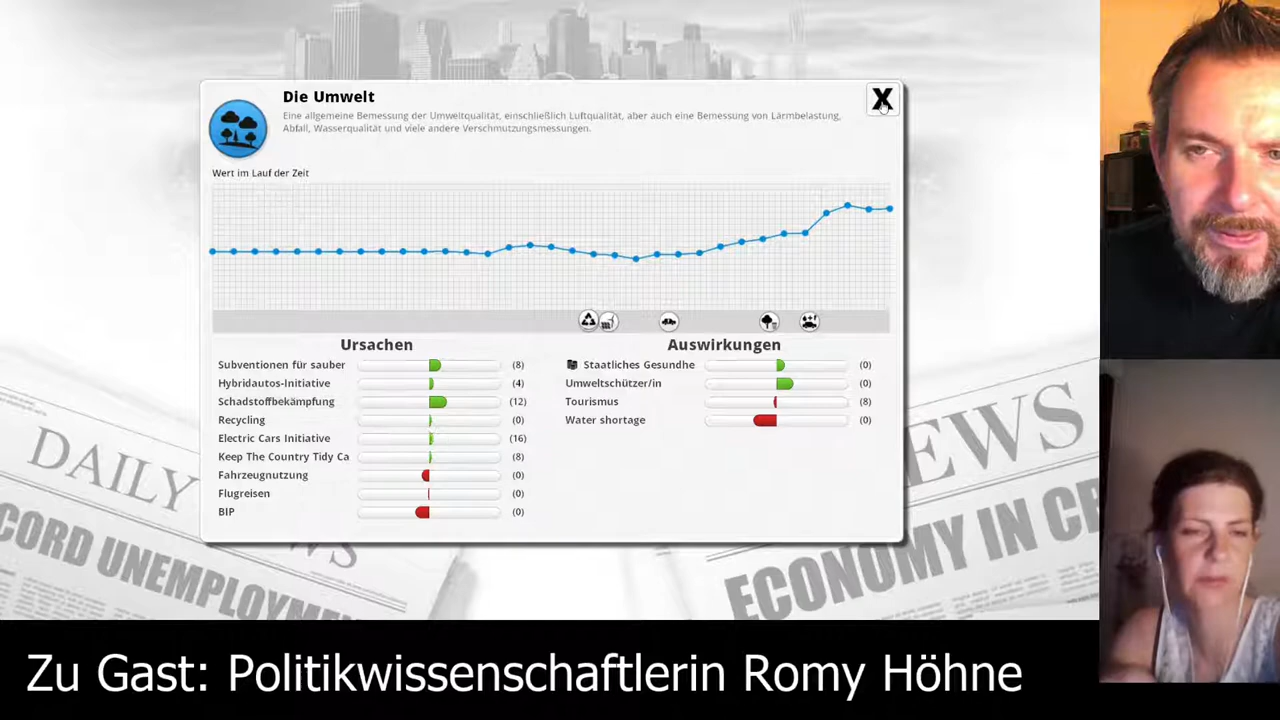 Die Umwelt
X
Eine allgemeine Bemessung der Umweltqualität, einschließlich Luftqualität, aber auch eine Bemessung von Lärmbelastung,
Abfall, Wasserqualität und viele andere Verschmutzungsmessungen.
Wert im Lauf der Zeit
Ursachen
Subventionen für sauber (8)
Hybridautos-Initiative (4)
Schadstoffbekämpfung (12)
Recycling (0)
Electric Cars Initiative (16)
Keep The Country Tidy Ca (8)
Fahrzeugnutzung (0)
Flugreisen (0)
BIP (0)
Auswirkungen
Staatliches Gesundhe (0)
Umweltschützer/in (0)
Tourismus (8)
Water shortage (0)
DAILY NEWS
CORD UNEMPLOYME
NEWS
ECONOMY IN CR
Zu Gast: Politikwissenschaftlerin Romy Höhne